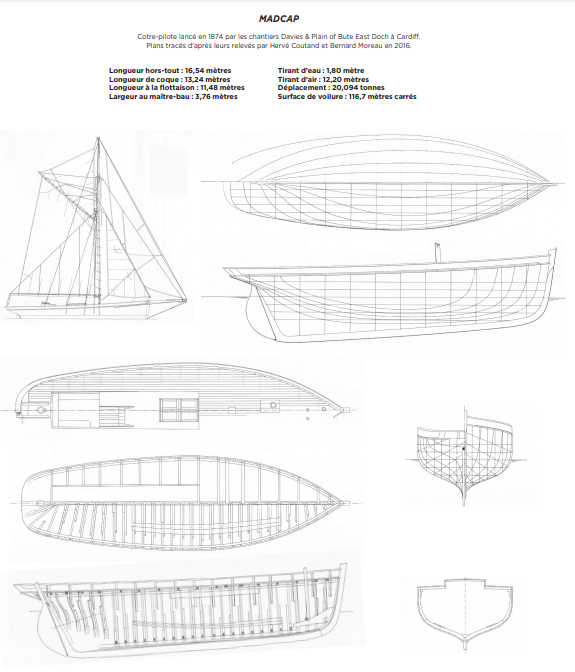 MADCAP
Cotre-pilote lancé en 1874 par les chantiers Davies & Plain of Bute East Doch à Cardiff.
Plans tracés d'après leurs relevés par Hervé Coutand et Bernard Moreau en 2016.
Longueur hors-tout : 16,54 mètres
Longueur de coque : 13,24 mètres
Longueur à la flottaison : 11,48 mètres
Largeur au maître-bau : 3,76 mètres
Tirant d'eau : 1,80 mètre
Tirant d'air : 12,20 mètres
Déplacement : 20,094 tonnes
Surface de voilure : 116,7 mètres carrés